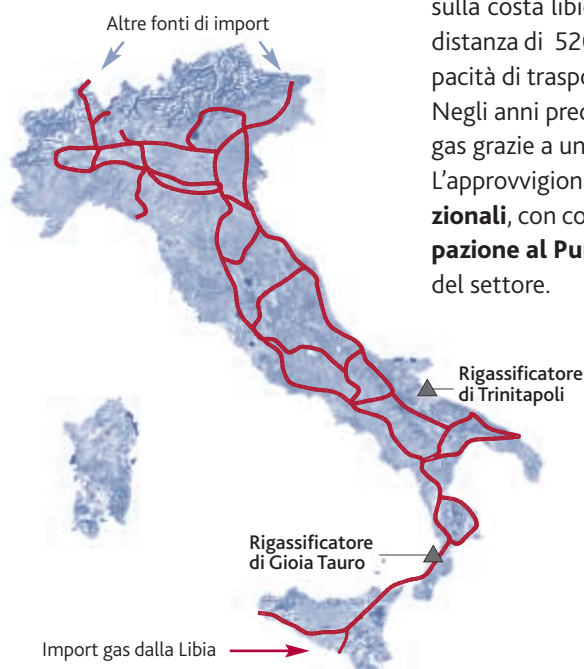 Altre fonti di import
sulla costa libi
distanza di 520
pacità di traspo
Negli anni prec
gas grazie a un
L'approvvigion
zionali, con co
pazione al Pu
del settore.
Rigassificatore
di Trinitapoli
Rigassificatore
di Gioia Tauro
Import gas dalla Libia